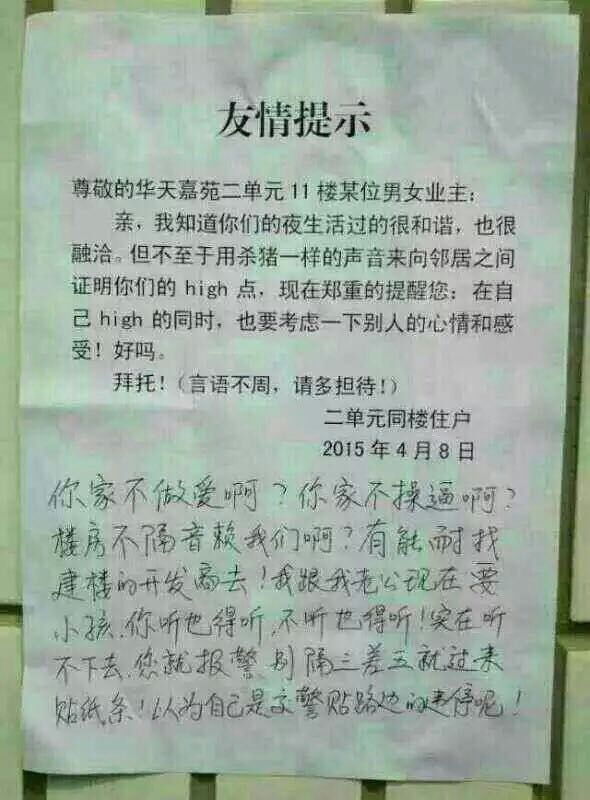 友情提示
尊敬的华天嘉苑二单元 11 楼某位男女业主：
亲，我知道你们的夜生活过的很和谐，也很
融洽。但不至于用杀猪一样的声音来向邻居之间
证明你们的 high 点，现在郑重的提醒您：在自
己 high 的同时，也要考虑一下别人的心情和感
受！好吗。
拜托！（言语不周，请多担待！）
二单元同楼住户
2015 年 4 月 8 日
你家不做爱啊？你家不操逼啊？
楼房不隔音赖我们啊？有能耐找
建楼的开发商去！我跟我老公现在要
小孩，你听也得听，不听也得听！实在听
不下去，您就报警，别隔三差五就过来
贴纸条！以为自己是交警贴路边的违停呢！